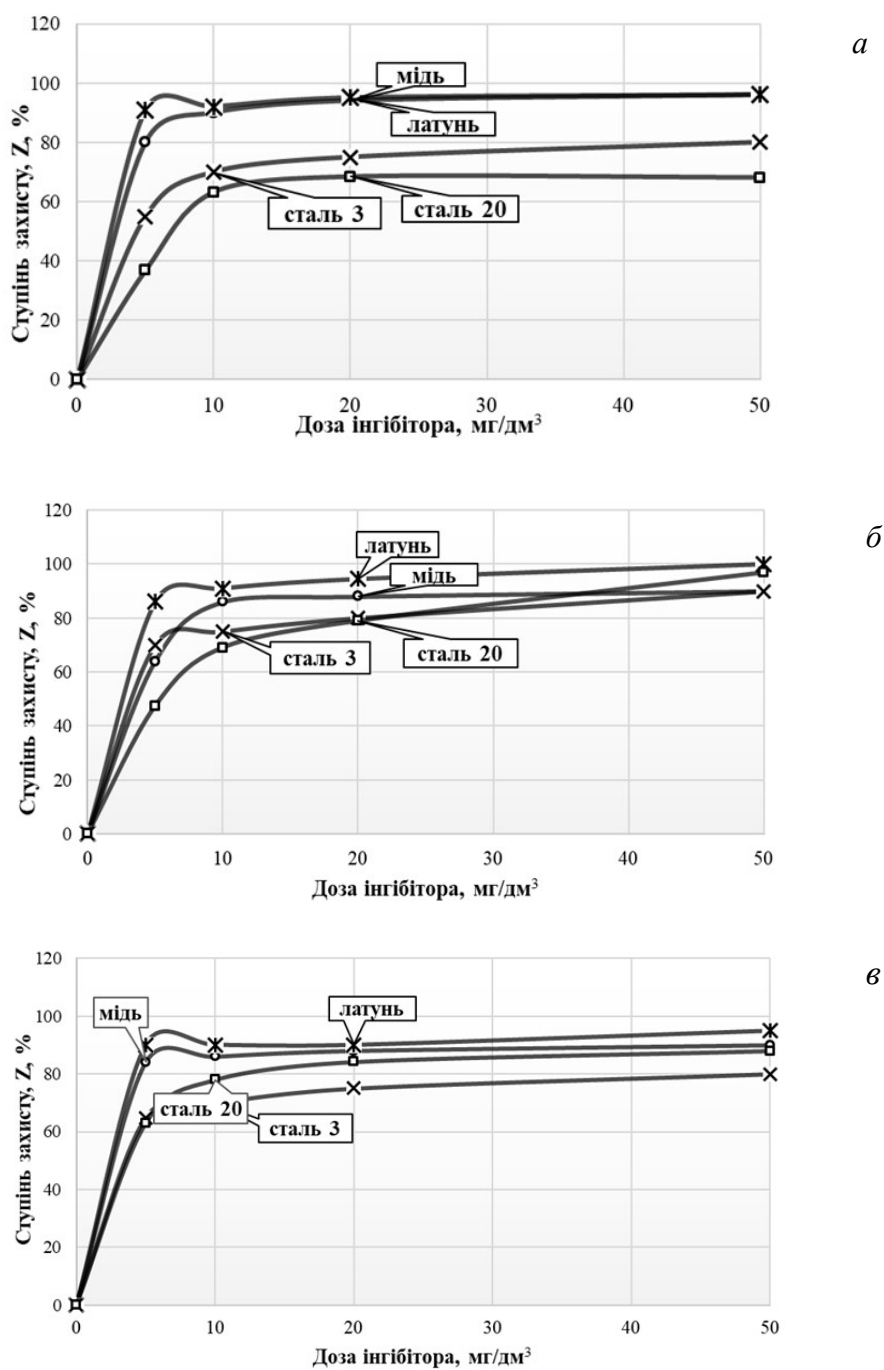 а
120
100
80
60
40
20
0
Ступінь захисту, Z, %
мідь
латунь
сталь 3
сталь 20
0 10 20 30 40 50
Доза інгібітора, мг/дм³
б
120
100
80
60
40
20
0
Ступінь захисту, Z, %
латунь
мідь
сталь 3
сталь 20
0 10 20 30 40 50
Доза інгібітора, мг/дм³
в
120
100
80
60
40
20
0
Ступінь захисту, Z, %
мідь
латунь
сталь 20
сталь 3
0 10 20 30 40 50
Доза інгібітора, мг/дм³